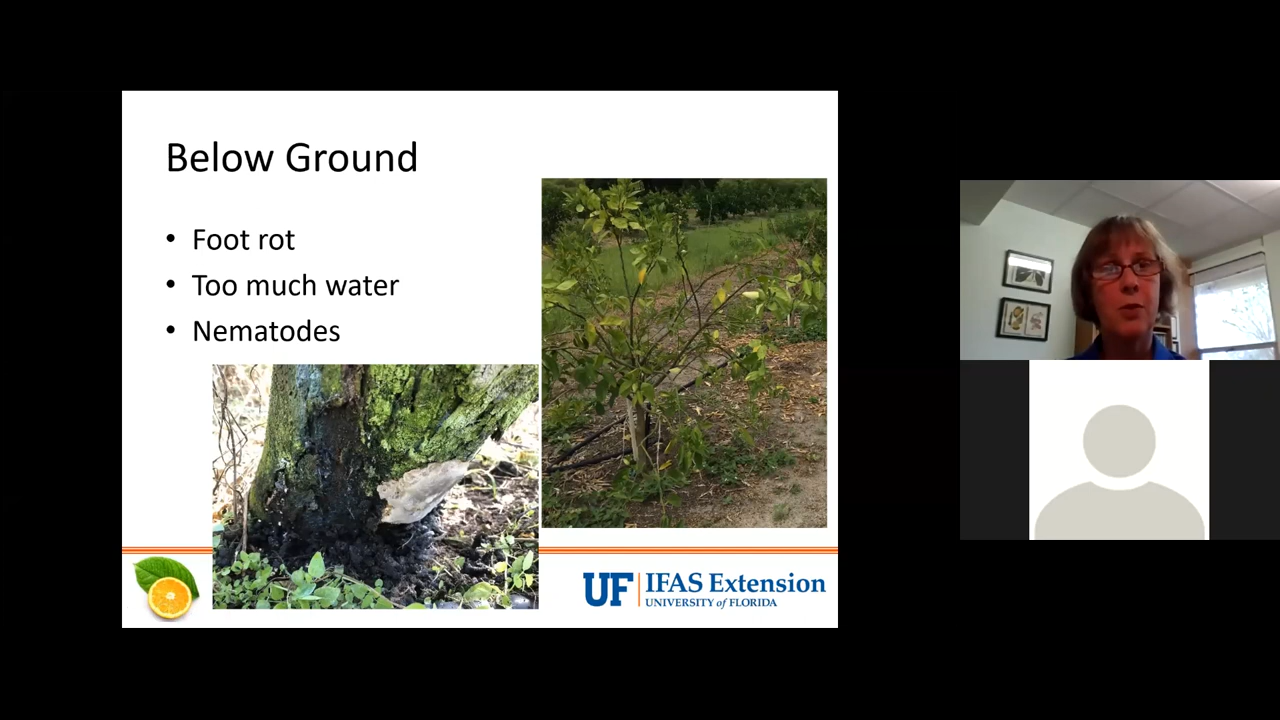 Below Ground
• Foot rot
• Too much water
• Nematodes
UF IFAS Extension
UNIVERSITY of FLORIDA